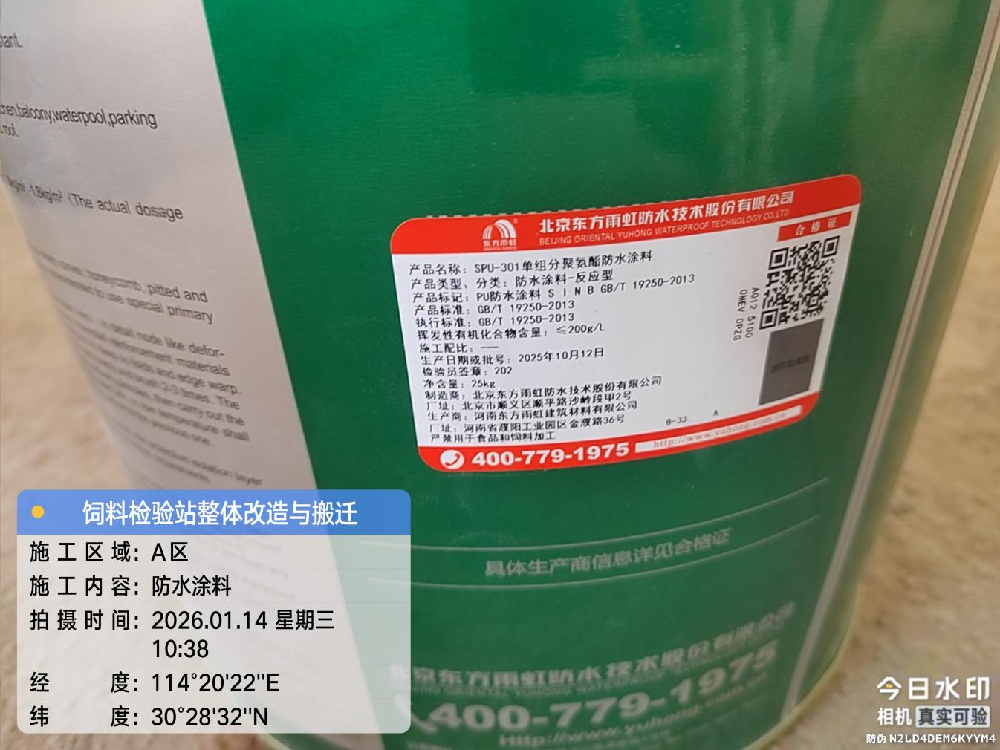 tant.
chen,balcony,waterpool,parking
roof.
-1.8kg/m² (The actual dosage
honeycomb, pitted and
recommended to use special primary
in detail node like defor-
reinforcement materials
and edge warp.
brush 2-3 times. The
then carry out the
low temperature shall
the previous one.
protective isolation layer
东方雨虹
ORIENTAL YUHONG
北京东方雨虹防水技术股份有限公司
BEIJING ORIENTAL YUHONG WATERPROOF TECHNOLOGY CO.,LTD.
合格证
产品名称：SPU-301单组分聚氨酯防水涂料
产品类型、分类：防水涂料-反应型
产品标记：PU防水涂料 S I N B GB/T 19250-2013
产品标准：GB/T 19250-2013
执行标准：GB/T 19250-2013
挥发性有机化合物含量：≤200g/L
施工配比：———
生产日期或批号：2025年10月12日
检验员签章：202
净含量：25kg
制造商：北京东方雨虹防水技术股份有限公司
厂址：北京市顺义区顺平路沙岭段甲2号
生产商：河南东方雨虹建筑材料有限公司
厂址：河南省濮阳工业园区金濮路36号
严禁用于食品和饲料加工
B-33 A
A012 5100
OMEV OPZG
400-779-1975
http://www.yuhong.com.cn
具体生产商信息详见合格证
北京东方雨虹防水技术股份有限公司
BEIJING ORIENTAL YUHONG WATERPROOF TECHNOLOGY CO.,LTD.
400-779-1975
Http://www.yuhong.com.cn
饲料检验站整体改造与搬迁
施工区域：A区
施工内容：防水涂料
拍摄时间：2026.01.14 星期三
10:38
经度：114°20'22"E
纬度：30°28'32"N
今日水印
相机 真实可验
防伪 N2LD4DEM6KYYM4